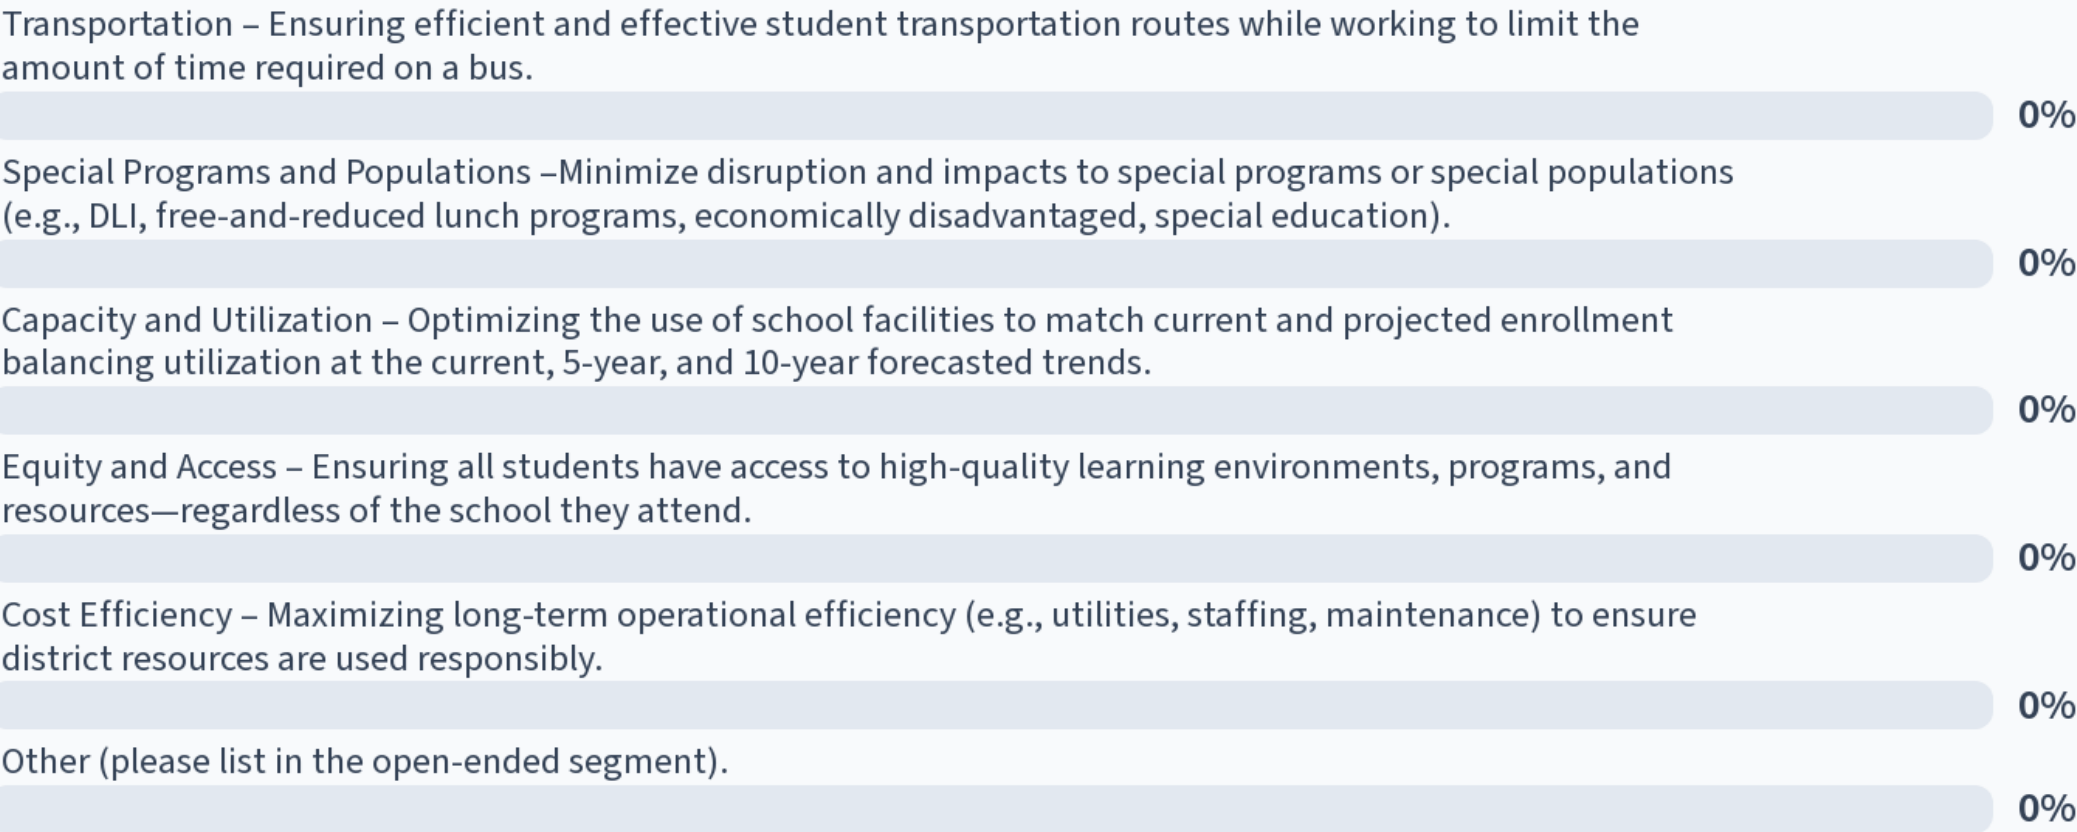 Transportation – Ensuring efficient and effective student transportation routes while working to limit the
amount of time required on a bus.
0%
Special Programs and Populations –Minimize disruption and impacts to special programs or special populations
(e.g., DLI, free-and-reduced lunch programs, economically disadvantaged, special education).
0%
Capacity and Utilization – Optimizing the use of school facilities to match current and projected enrollment
balancing utilization at the current, 5-year, and 10-year forecasted trends.
0%
Equity and Access – Ensuring all students have access to high-quality learning environments, programs, and
resources—regardless of the school they attend.
0%
Cost Efficiency – Maximizing long-term operational efficiency (e.g., utilities, staffing, maintenance) to ensure
district resources are used responsibly.
0%
Other (please list in the open-ended segment).
0%